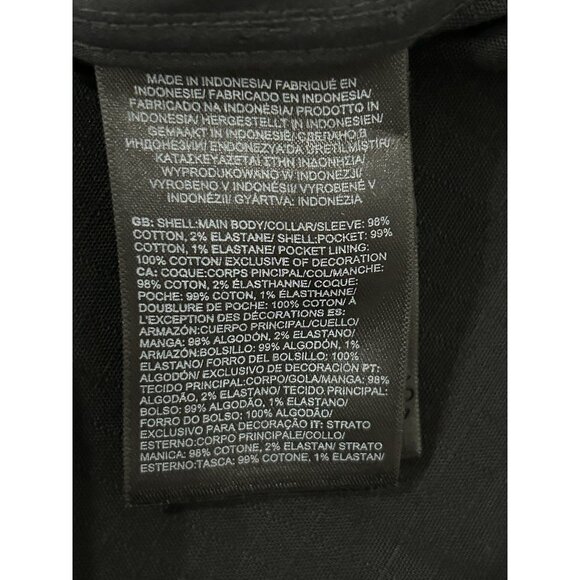 MADE IN INDONESIA/ FABRIQUÉ EN
INDONESIE/ FABRICADO EN INDONESIA/
FABRICADO NA INDONÉSIA/ PRODOTTO IN
INDONESIA/ HERGESTELLT IN INDONESIEN/
GEMAAKT IN INDONESIË/ СДЕЛАНО В
ИНДОНЕЗИИ/ ENDONEZYA DA ÜRETİLMİŞTİR/
ΚΑΤΑΣΚΕΥΑΖΕΤΑΙ ΣΤΗΝ ΙΝΔΟΝΗΣΙΑ/
WYPRODUKOWANO W INDONEZJI/
VYROBENO V INDONÉSII/ VYROBENÉ V
INDONÉZII/ GYÁRTVA: INDONÉZIA
GB: SHELL:MAIN BODY/COLLAR/SLEEVE: 98%
COTTON, 2% ELASTANE/ SHELL:POCKET: 99%
COTTON, 1% ELASTANE/ POCKET LINING:
100% COTTON/ EXCLUSIVE OF DECORATION
CA: COQUE:CORPS PINCIPAL/COL/MANCHE:
98% COTON, 2% ÉLASTHANNE/ COQUE:
POCHE: 99% COTON, 1% ÉLASTHANNE/
DOUBLURE DE POCHE: 100% COTON/ À
L'EXCEPTION DES DÉCORATIONS ES:
ARMAZÓN:CUERPO PRINCIPAL/CUELLO/
MANGA: 98% ALGODÓN, 2% ELASTANO/
ARMAZÓN:BOLSILLO: 99% ALGODÓN, 1%
ELASTANO/ FORRO DEL BOLSILLO: 100%
ALGODÓN/ EXCLUSIVO DE DECORACIÓN PT:
TECIDO PRINCIPAL:CORPO/GOLA/MANGA: 98%
ALGODÃO, 2% ELASTANO/ TECIDO PRINCIPAL:
BOLSO: 99% ALGODÃO, 1% ELASTANO/
FORRO DO BOLSO: 100% ALGODÃO/
EXCLUSIVO PARA DECORAÇÃO IT: STRATO
ESTERNO:CORPO PRINCIPALE/COLLO/
MANICA: 98% COTONE, 2% ELASTAN/ STRATO
ESTERNO:TASCA: 99% COTONE, 1% ELASTAN/